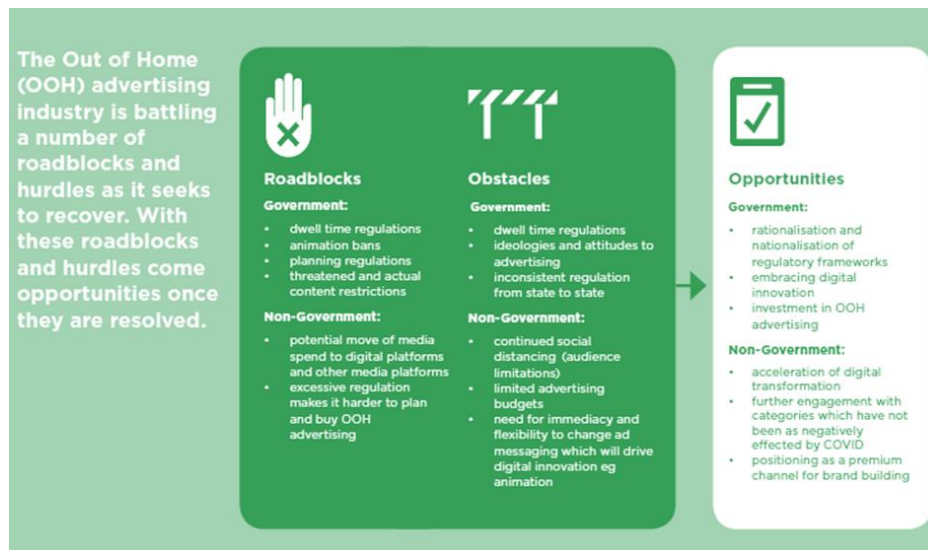 The Out of Home
(OOH) advertising
industry is battling
a number of
roadblocks and
hurdles as it seeks
to recover. With
these roadblocks
and hurdles come
opportunities once
they are resolved.
Roadblocks
Government:
• dwell time regulations
• animation bans
• planning regulations
• threatened and actual
content restrictions
Non-Government:
• potential move of media
spend to digital platforms
and other media platforms
• excessive regulation
makes it harder to plan
and buy OOH
advertising
Obstacles
Government:
• dwell time regulations
• ideologies and attitudes to
advertising
• inconsistent regulation
from state to state
Non-Government:
• continued social
distancing (audience
limitations)
• limited advertising
budgets
• need for immediacy and
flexibility to change ad
messaging which will drive
digital innovation eg
animation
Opportunities
Government:
• rationalisation and
nationalisation of
regulatory frameworks
• embracing digital
innovation
• investment in OOH
advertising
Non-Government:
• acceleration of digital
transformation
• further engagement with
categories which have not
been as negatively
effected by COVID
• positioning as a premium
channel for brand building